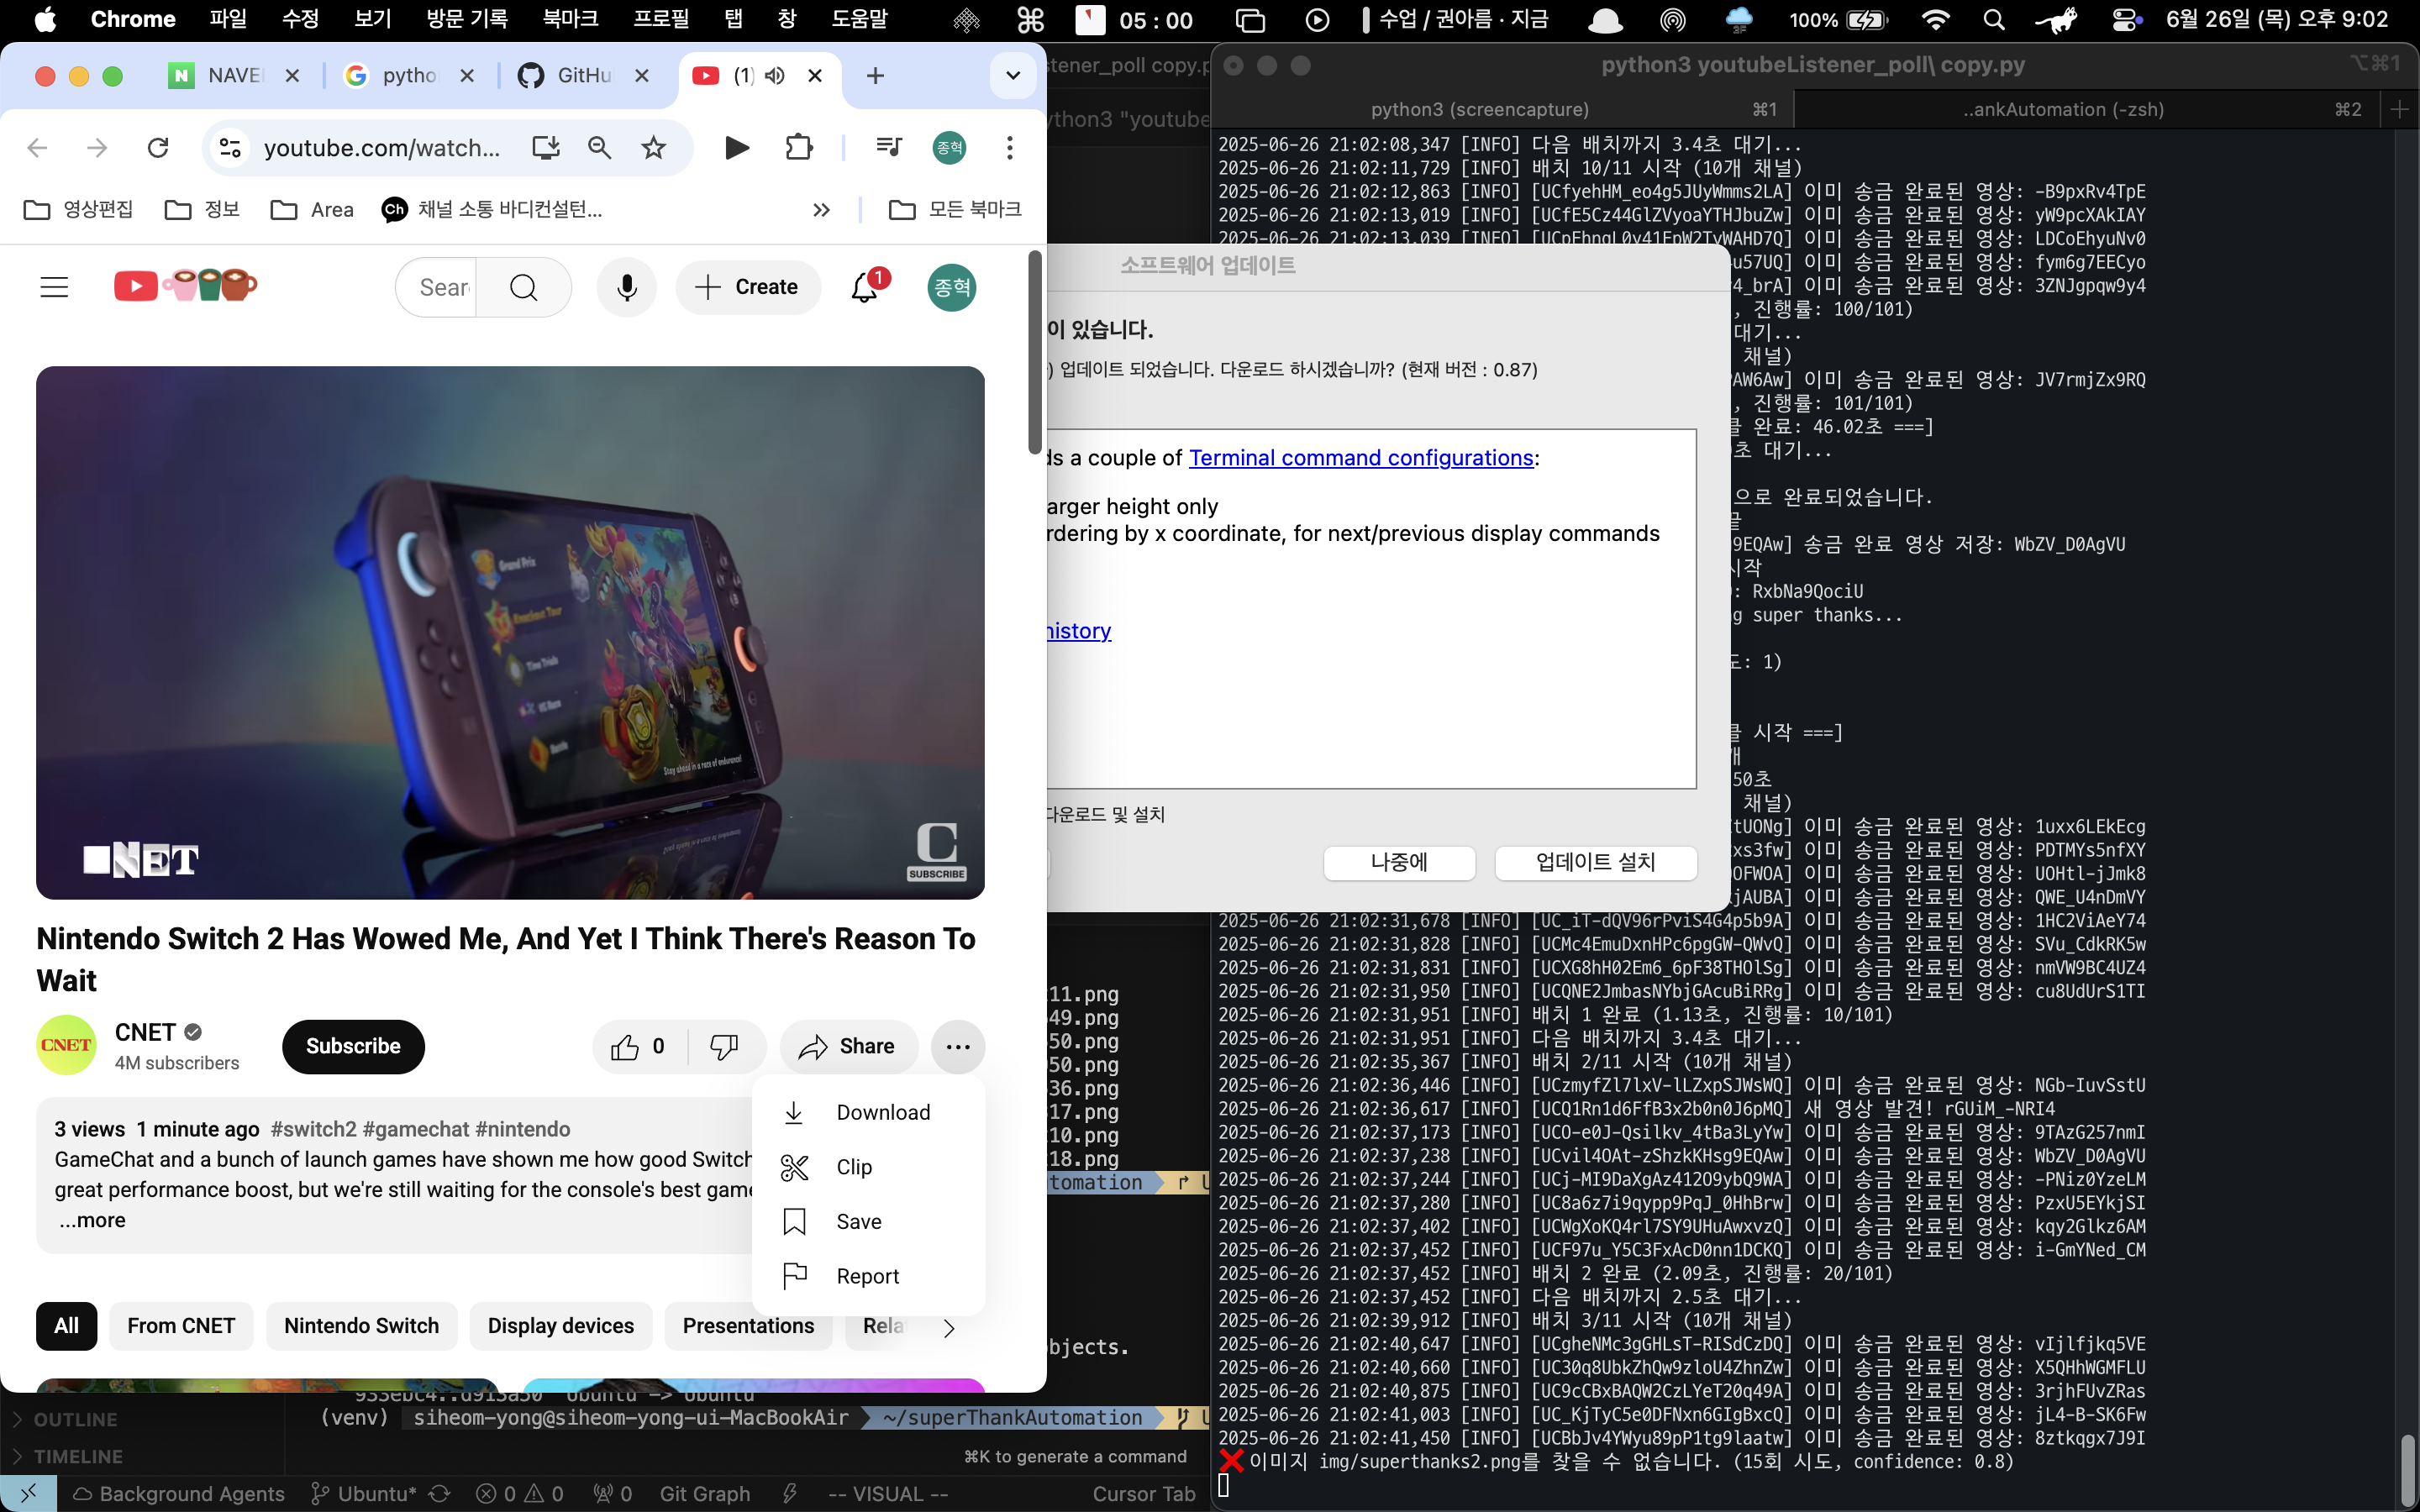 Chrome 파일 수정 보기 방문 기록 북마크 프로필 탭 창 도움말 05 : 00 수업 / 권아름 · 지금 100% 6월 26일 (목) 오후 9:02
NAVE pytho GitHu (1)
youtube.com/watch... 종혁
영상편집 정보 Area Ch 채널 소통 바디컨설턴... 모든 북마크
Sear Create 1 종혁
Grand Prix
Knockout Tour
Time Trials
VS Race
Battle
Stay ahead in a race of endurance!
CNET
C SUBSCRIBE
Nintendo Switch 2 Has Wowed Me, And Yet I Think There's Reason To
Wait
CNET CNET
4M subscribers
Subscribe 0 Share
Download
Clip
Save
Report
3 views 1 minute ago #switch2 #gamechat #nintendo
GameChat and a bunch of launch games have shown me how good Switch
great performance boost, but we're still waiting for the console's best game
...more
All From CNET Nintendo Switch Display devices Presentations Rela
stener_poll copy.p
ython3 "youtube
소프트웨어 업데이트
이 있습니다.
) 업데이트 되었습니다. 다운로드 하시겠습니까? (현재 버전 : 0.87)
ds a couple of Terminal command configurations:
arger height only
rdering by x coordinate, for next/previous display commands
history
다운로드 및 설치
나중에 업데이트 설치
11.png
49.png
50.png
50.png
36.png
17.png
10.png
18.png
tomation
bjects.
933ebc4..d913a50 Ubuntu -> Ubuntu
(venv) siheom-yong@siheom-yong-ui-MacBookAir ~/superThankAutomation
OUTLINE
TIMELINE
⌘K to generate a command
Background Agents Ubuntu* 0 0 0 Git Graph -- VISUAL -- Cursor Tab
python3 youtubeListener_poll\ copy.py ⌥⌘1
python3 (screencapture) ⌘1 ..ankAutomation (-zsh) ⌘2
2025-06-26 21:02:08,347 [INFO] 다음 배치까지 3.4초 대기...
2025-06-26 21:02:11,729 [INFO] 배치 10/11 시작 (10개 채널)
2025-06-26 21:02:12,863 [INFO] [UCfyehHM_eo4g5JUyWmms2LA] 이미 송금 완료된 영상: -B9pxRv4TpE
2025-06-26 21:02:13,019 [INFO] [UCfE5Cz44GlZVyoaYTHJbuZw] 이미 송금 완료된 영상: yW9pcXAkIAY
2025-06-26 21:02:13,039 [INFO] [UCpEhnqL0y41EpW2TvWAHD7Q] 이미 송금 완료된 영상: LDCoEhyuNv0
u57UQ] 이미 송금 완료된 영상: fym6g7EECyo
4_brA] 이미 송금 완료된 영상: 3ZNJgpqw9y4
, 진행률: 100/101)
대기...
채널)
AW6Aw] 이미 송금 완료된 영상: JV7rmjZx9RQ
, 진행률: 101/101)
클 완료: 46.02초 ===]
초 대기...
으로 완료되었습니다.
끝
9EQAw] 송금 완료 영상 저장: WbZV_D0AgVU
시작
: RxbNa9QociU
g super thanks...
도: 1)
클 시작 ===]
개
50초
채널)
tUONg] 이미 송금 완료된 영상: 1uxx6LEkEcg
xs3fw] 이미 송금 완료된 영상: PDTMYs5nfXY
OFWOA] 이미 송금 완료된 영상: UOHtl-jJmk8
jAUBA] 이미 송금 완료된 영상: QWE_U4nDmVY
2025-06-26 21:02:31,678 [INFO] [UC_iT-dQV96rPviS4G4p5b9A] 이미 송금 완료된 영상: 1HC2ViAeY74
2025-06-26 21:02:31,828 [INFO] [UCMc4EmuDxnHPc6pgGW-QWvQ] 이미 송금 완료된 영상: SVu_CdkRK5w
2025-06-26 21:02:31,831 [INFO] [UCXG8hH02Em6_6pF38THOlSg] 이미 송금 완료된 영상: nmVW9BC4UZ4
2025-06-26 21:02:31,950 [INFO] [UCQNE2JmbasNYbjGAcuBiRRg] 이미 송금 완료된 영상: cu8UdUrS1TI
2025-06-26 21:02:31,951 [INFO] 배치 1 완료 (1.13초, 진행률: 10/101)
2025-06-26 21:02:31,951 [INFO] 다음 배치까지 3.4초 대기...
2025-06-26 21:02:35,367 [INFO] 배치 2/11 시작 (10개 채널)
2025-06-26 21:02:36,446 [INFO] [UCzmyfZl7lxV-lLZxpSJWsWQ] 이미 송금 완료된 영상: NGb-IuvSstU
2025-06-26 21:02:36,617 [INFO] [UCQ1Rn1d6FfB3x2b0n0J6pMQ] 새 영상 발견! rGUiM_-NRI4
2025-06-26 21:02:37,173 [INFO] [UCO-e0J-Qsilkv_4tBa3LyYw] 이미 송금 완료된 영상: 9TAzG257nmI
2025-06-26 21:02:37,238 [INFO] [UCvil4OAt-zShzkKHsg9EQAw] 이미 송금 완료된 영상: WbZV_D0AgVU
2025-06-26 21:02:37,244 [INFO] [UCj-MI9DaXgAz412O9ybQ9WA] 이미 송금 완료된 영상: -PNiz0YzeLM
2025-06-26 21:02:37,280 [INFO] [UC8a6z7i9qypp9PqJ_0HhBrw] 이미 송금 완료된 영상: PzxU5EYkjSI
2025-06-26 21:02:37,402 [INFO] [UCWgXoKQ4rl7SY9UHuAwxvzQ] 이미 송금 완료된 영상: kqy2Glkz6AM
2025-06-26 21:02:37,452 [INFO] [UCF97u_Y5C3FxAcD0nn1DCKQ] 이미 송금 완료된 영상: i-GmYNed_CM
2025-06-26 21:02:37,452 [INFO] 배치 2 완료 (2.09초, 진행률: 20/101)
2025-06-26 21:02:37,452 [INFO] 다음 배치까지 2.5초 대기...
2025-06-26 21:02:39,912 [INFO] 배치 3/11 시작 (10개 채널)
2025-06-26 21:02:40,647 [INFO] [UCgheNMc3gGHLsT-RISdCzDQ] 이미 송금 완료된 영상: vIjlfjkq5VE
2025-06-26 21:02:40,660 [INFO] [UC30q8UbkZhQw9zloU4ZhnZw] 이미 송금 완료된 영상: X5QHhWGMFLU
2025-06-26 21:02:40,875 [INFO] [UC9cCBxBAQW2CzLYeT20q49A] 이미 송금 완료된 영상: 3rjhFUvZRas
2025-06-26 21:02:41,003 [INFO] [UC_KjTyC5e0DFNxn6GIgBxcQ] 이미 송금 완료된 영상: jL4-B-SK6Fw
2025-06-26 21:02:41,450 [INFO] [UCBbJv4YWyu89pP1tg9laatw] 이미 송금 완료된 영상: 8ztkqgx7J9I
❌ 이미지 img/superthanks2.png를 찾을 수 없습니다. (15회 시도, confidence: 0.8)